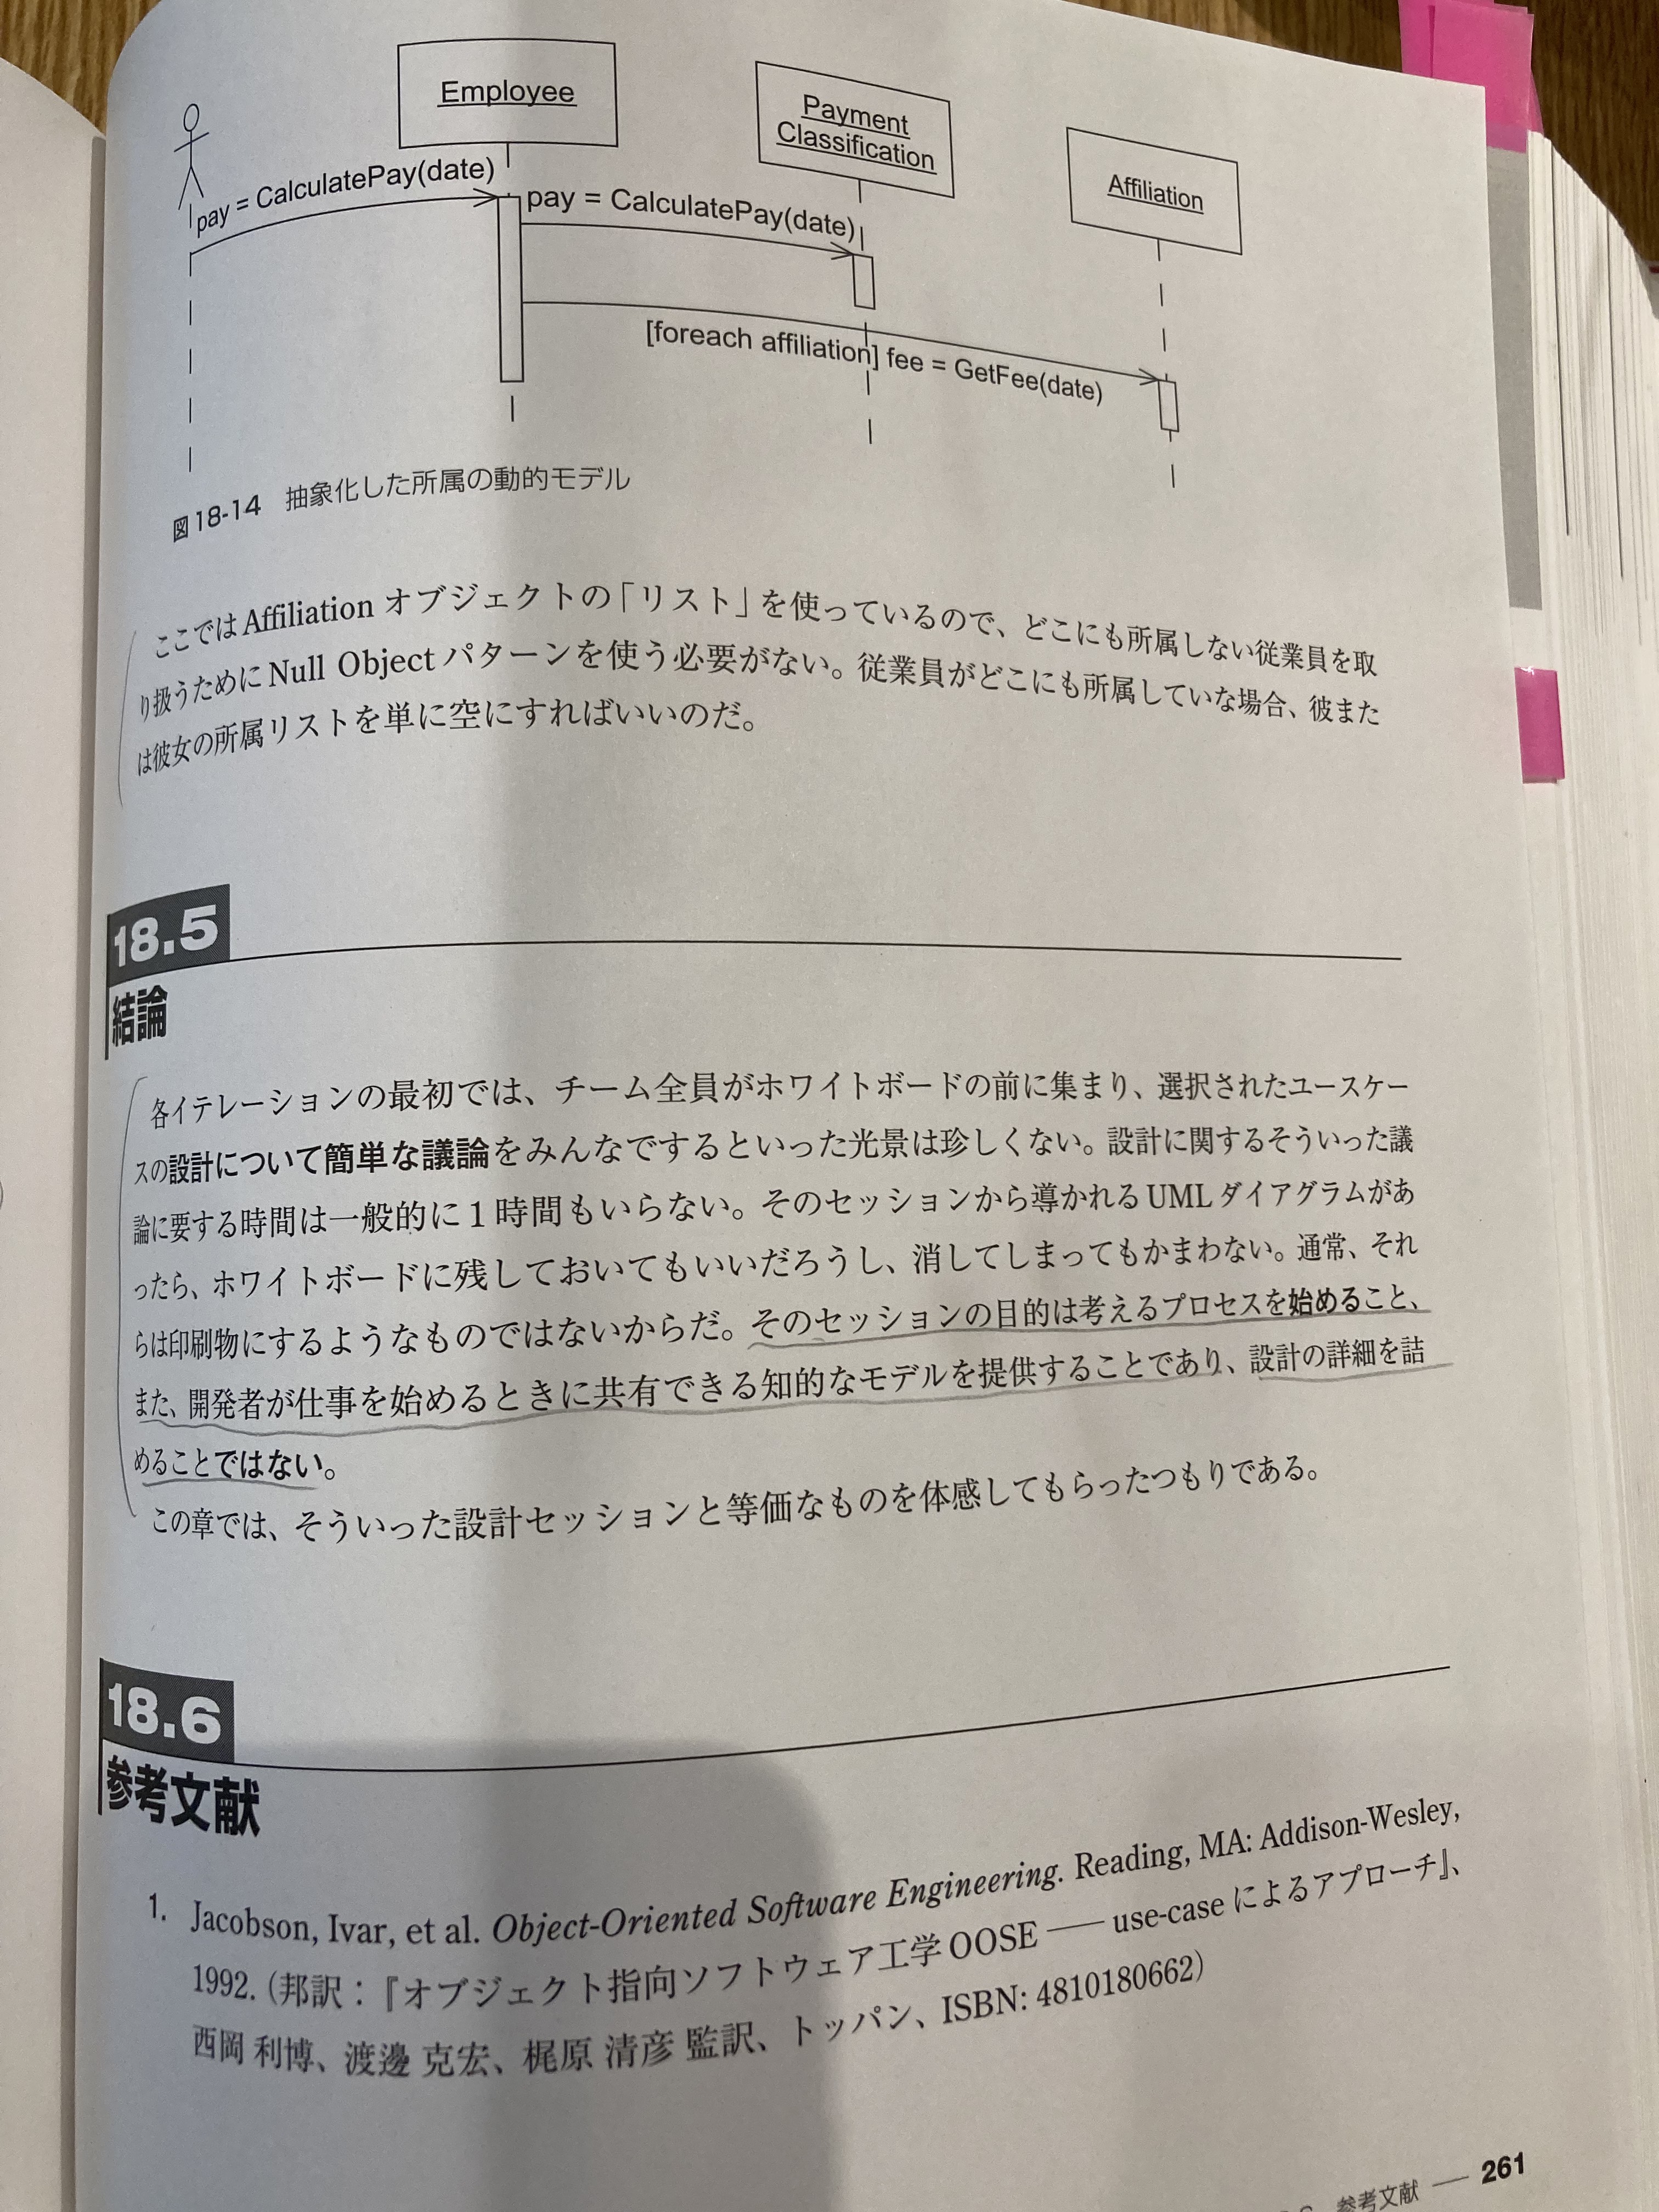 Employee
Payment
Classification
Affiliation
pay = CalculatePay(date)
pay = CalculatePay(date)
[foreach affiliation] fee = GetFee(date)
図18-14 抽象化した所属の動的モデル
ここではAffiliation オブジェクトの「リスト」を使っているので、どこにも所属しない従業員を取
り扱うためにNull Objectパターンを使う必要がない。従業員がどこにも所属していな場合、彼また
は彼女の所属リストを単に空にすればいいのだ。
18.5
結論
各イテレーションの最初では、チーム全員がホワイトボードの前に集まり、選択されたユースケー
スの設計について簡単な議論をみんなでするといった光景は珍しくない。設計に関するそういった議
論に要する時間は一般的に1時間もいらない。そのセッションから導かれるUMLダイアグラムがあ
ったら、ホワイトボードに残しておいてもいいだろうし、消してしまってもかまわない。通常、それ
らは印刷物にするようなものではないからだ。そのセッションの目的は考えるプロセスを始めること、
また、開発者が仕事を始めるときに共有できる知的なモデルを提供することであり、設計の詳細を詰
めることではない。
この章では、そういった設計セッションと等価なものを体感してもらったつもりである。
18.6
参考文献
1. Jacobson, Ivar, et al. Object-Oriented Software Engineering. Reading, MA: Addison-Wesley,
1992.（邦訳：『オブジェクト指向ソフトウェア工学OOSE――use-caseによるアプローチ』、
西岡 利博、渡邊 克宏、梶原 清彦 監訳、トッパン、ISBN: 4810180662）
参考文献 ― 261